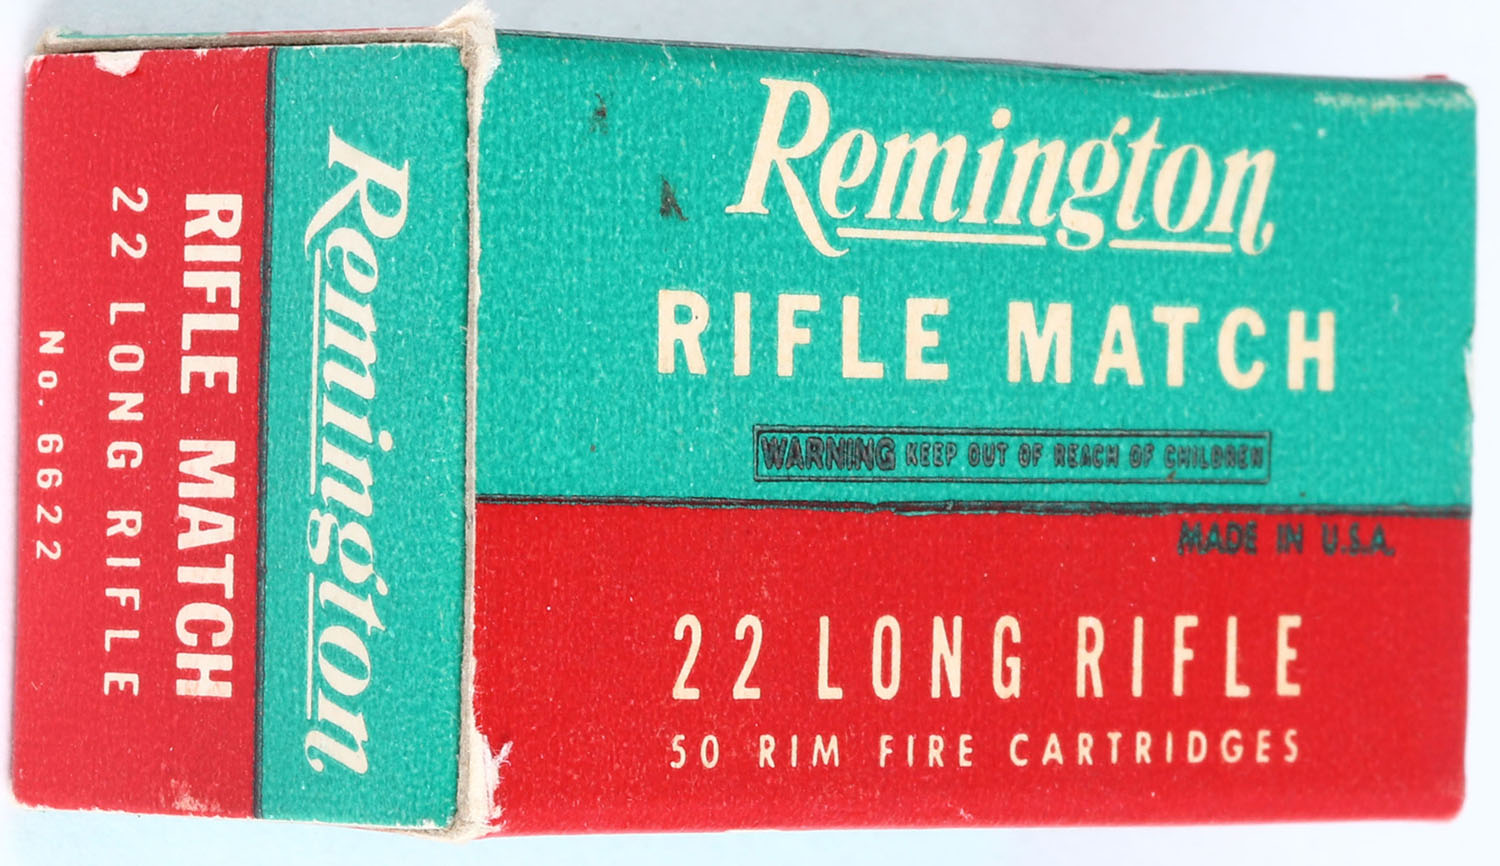 Remington
RIFLE MATCH
WARNING KEEP OUT OF REACH OF CHILDREN
MADE IN U.S.A.
22 LONG RIFLE
50 RIM FIRE CARTRIDGES
Remington
RIFLE MATCH
22 LONG RIFLE
No. 6622